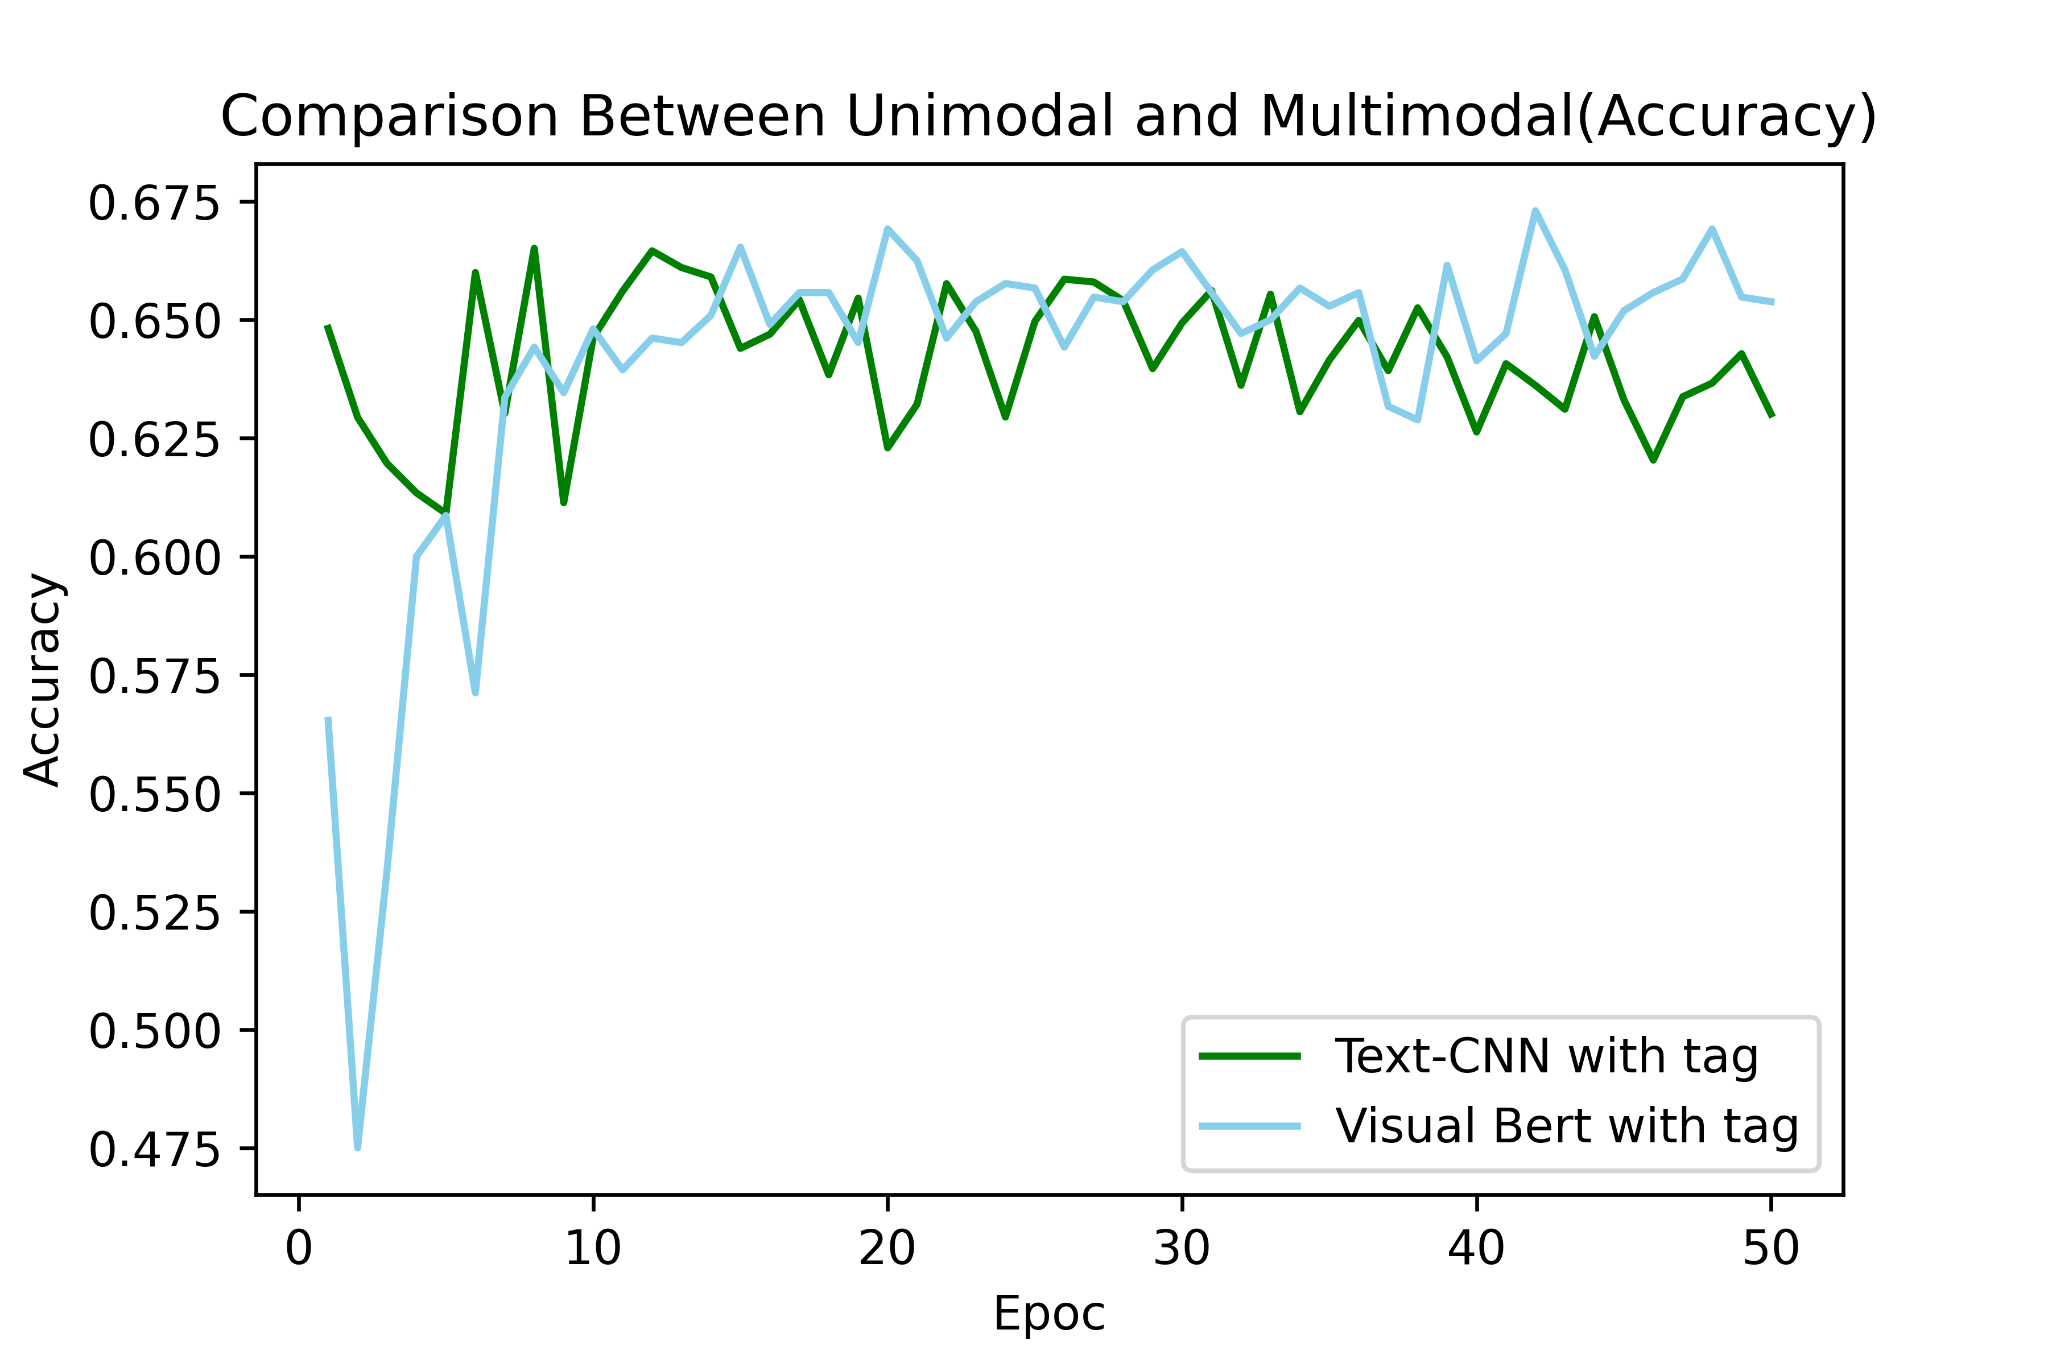 Comparison Between Unimodal and Multimodal(Accuracy)
0.675
0.650
0.625
0.600
0.575
0.550
0.525
0.500
0.475
Accuracy
Text-CNN with tag
Visual Bert with tag
0 10 20 30 40 50
Epoc